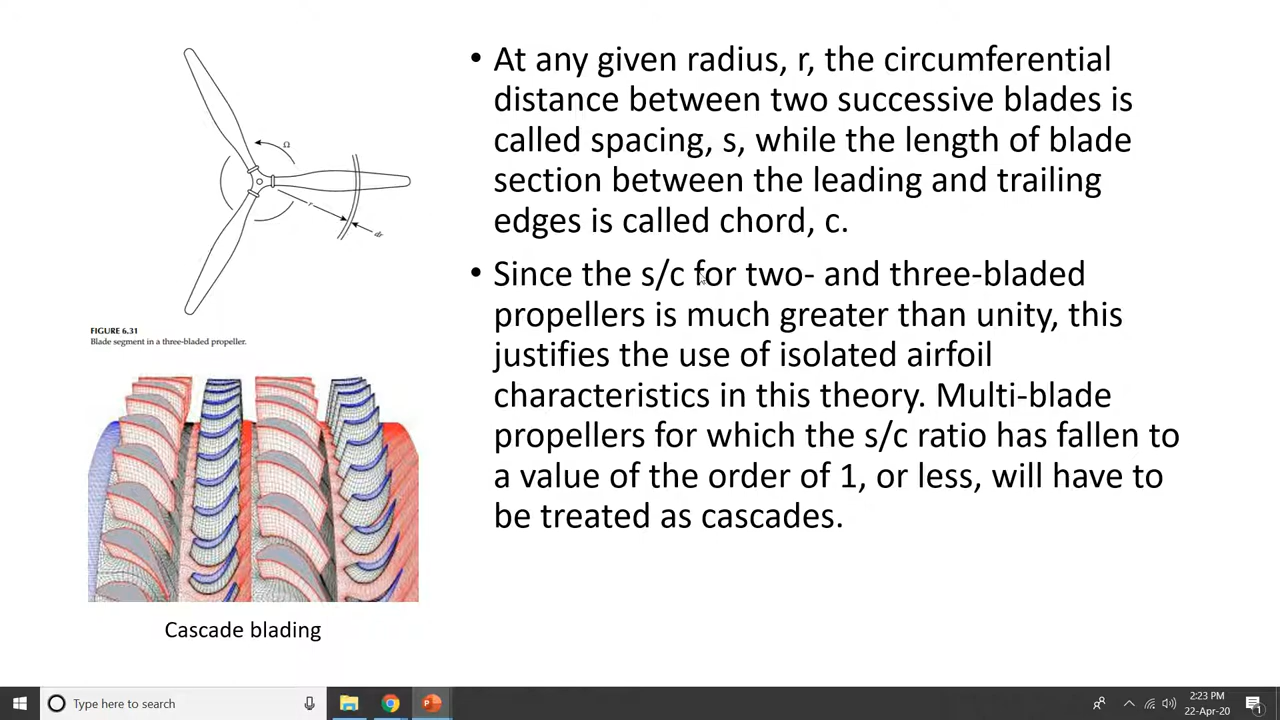 Ω
r
dr
FIGURE 6.31
Blade segment in a three-bladed propeller.
Cascade blading
• At any given radius, r, the circumferential
distance between two successive blades is
called spacing, s, while the length of blade
section between the leading and trailing
edges is called chord, c.
• Since the s/c for two- and three-bladed
propellers is much greater than unity, this
justifies the use of isolated airfoil
characteristics in this theory. Multi-blade
propellers for which the s/c ratio has fallen to
a value of the order of 1, or less, will have to
be treated as cascades.
Type here to search
2:23 PM
22-Apr-20
1